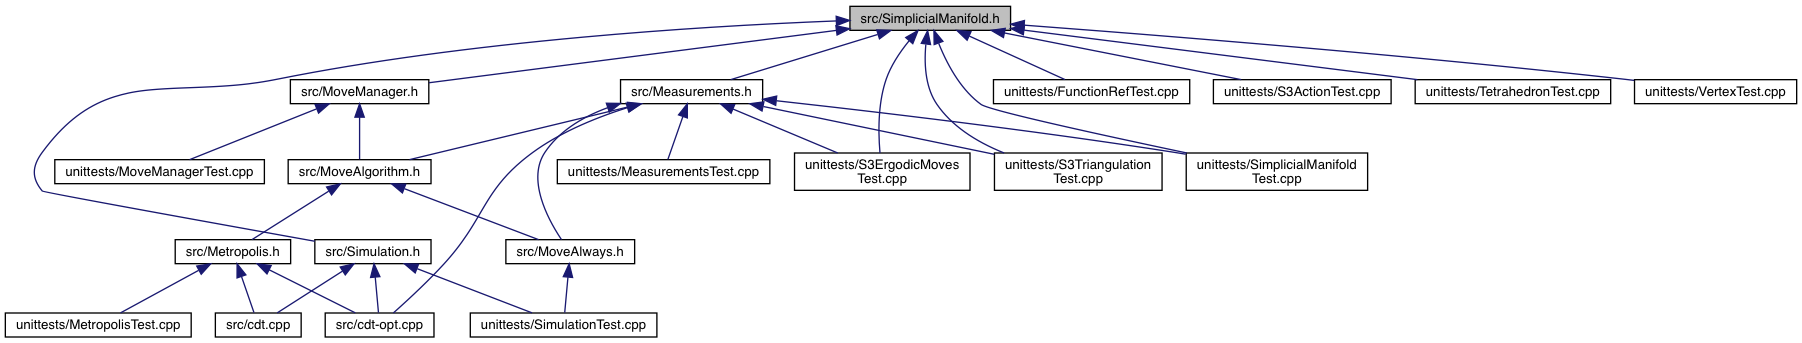 src/SimplicialManifold.h
src/MoveManager.h
src/Measurements.h
unittests/FunctionRefTest.cpp
unittests/S3ActionTest.cpp
unittests/TetrahedronTest.cpp
unittests/VertexTest.cpp
unittests/MoveManagerTest.cpp
src/MoveAlgorithm.h
unittests/MeasurementsTest.cpp
unittests/S3ErgodicMoves
Test.cpp
unittests/S3Triangulation
Test.cpp
unittests/SimplicialManifold
Test.cpp
src/Metropolis.h
src/Simulation.h
src/MoveAlways.h
unittests/MetropolisTest.cpp
src/cdt.cpp
src/cdt-opt.cpp
unittests/SimulationTest.cpp